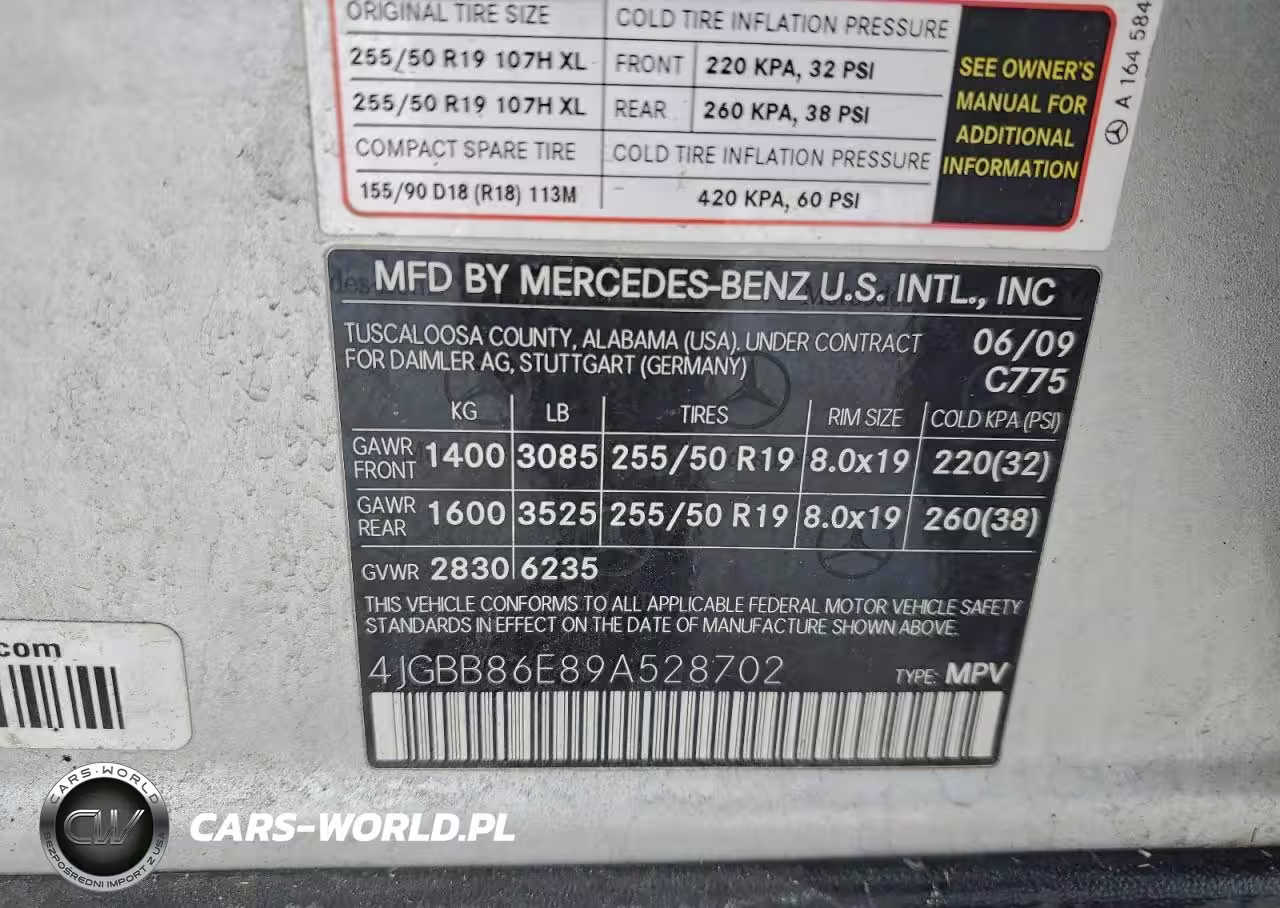 ORIGINAL TIRE SIZE COLD TIRE INFLATION PRESSURE
255/50 R19 107H XL FRONT 220 KPA, 32 PSI
255/50 R19 107H XL REAR 260 KPA, 38 PSI
COMPACT SPARE TIRE COLD TIRE INFLATION PRESSURE
155/90 D18 (R18) 113M 420 KPA, 60 PSI
SEE OWNER'S
MANUAL FOR
ADDITIONAL
INFORMATION
A 164 584
MFD BY MERCEDES-BENZ U.S. INTL., INC
TUSCALOOSA COUNTY, ALABAMA (USA). UNDER CONTRACT 06/09
FOR DAIMLER AG, STUTTGART (GERMANY) C775
KG LB TIRES RIM SIZE COLD KPA (PSI)
GAWR FRONT 1400 3085 255/50 R19 8.0x19 220(32)
GAWR REAR 1600 3525 255/50 R19 8.0x19 260(38)
GVWR 2830 6235
THIS VEHICLE CONFORMS TO ALL APPLICABLE FEDERAL MOTOR VEHICLE SAFETY
STANDARDS IN EFFECT ON THE DATE OF MANUFACTURE SHOWN ABOVE.
4JGBB86E89A528702 TYPE: MPV
.com
CARS-WORLD
CW
BEZPOŚREDNI IMPORT Z USA
CARS-WORLD.PL